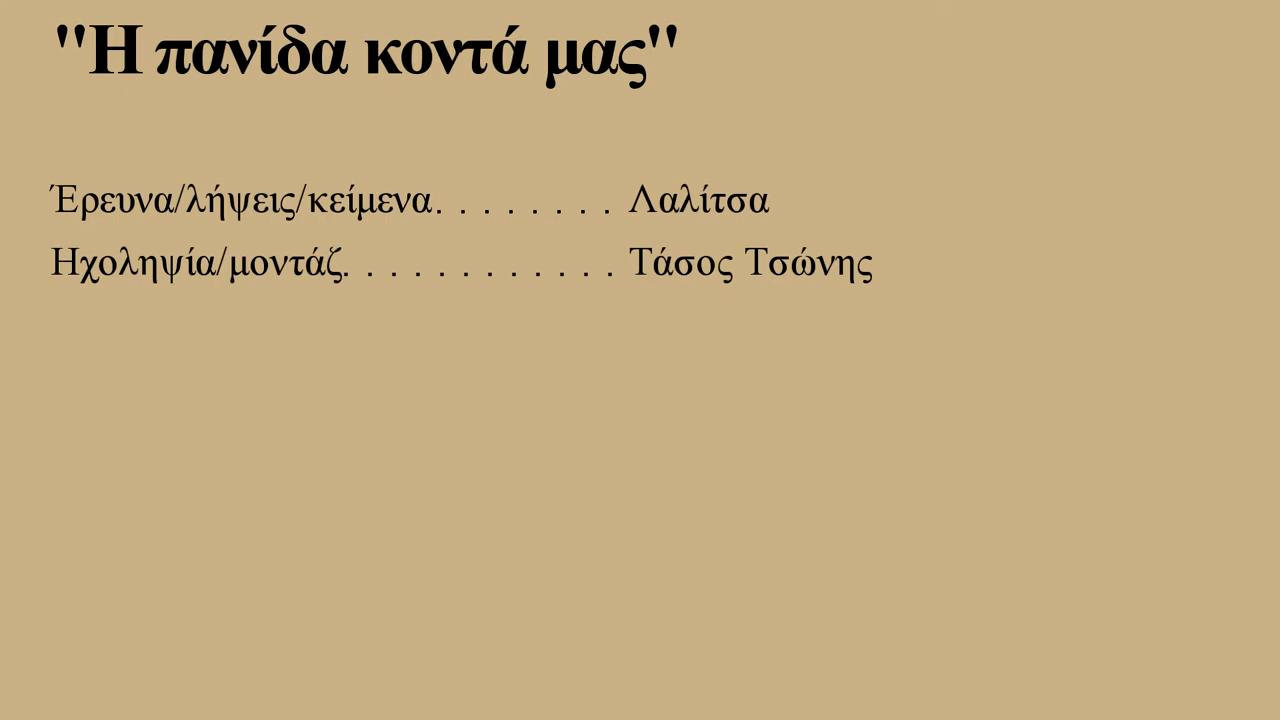 "Η πανίδα κοντά μας"
Έρευνα/λήψεις/κείμενα. . . . . . . . Λαλίτσα
Ηχοληψία/μοντάζ. . . . . . . . . . . . Τάσος Τσώνης